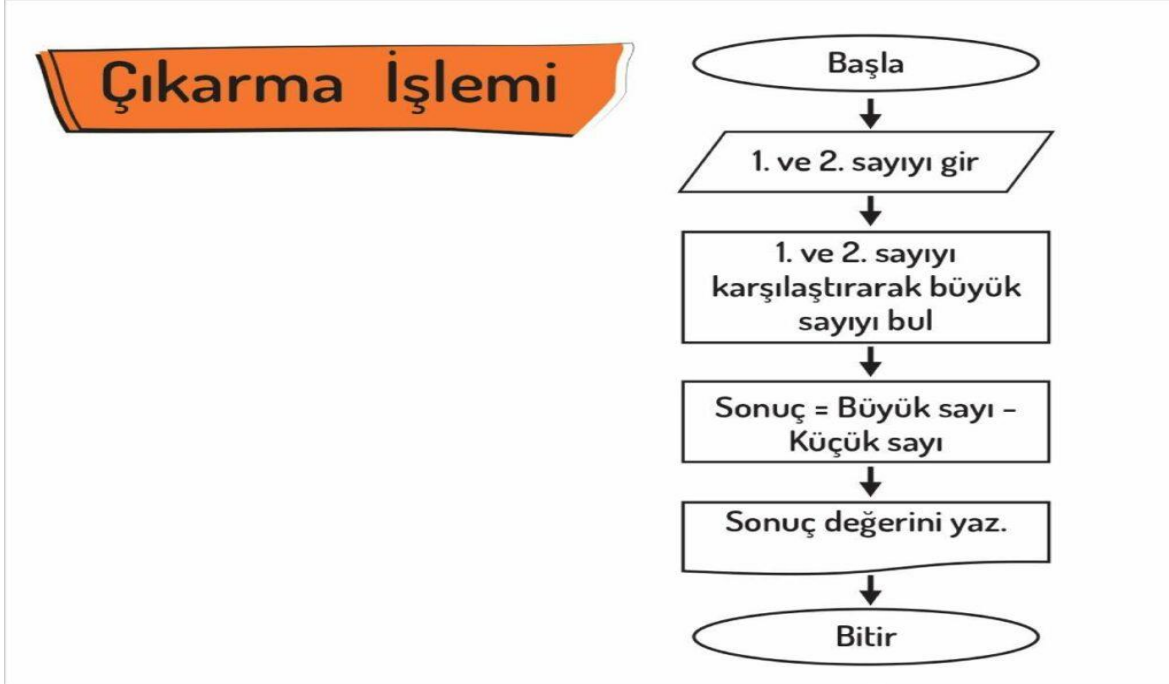 Çıkarma İşlemi
Başla
1. ve 2. sayıyı gir
1. ve 2. sayıyı
karşılaştırarak büyük
sayıyı bul
Sonuç = Büyük sayı -
Küçük sayı
Sonuç değerini yaz.
Bitir